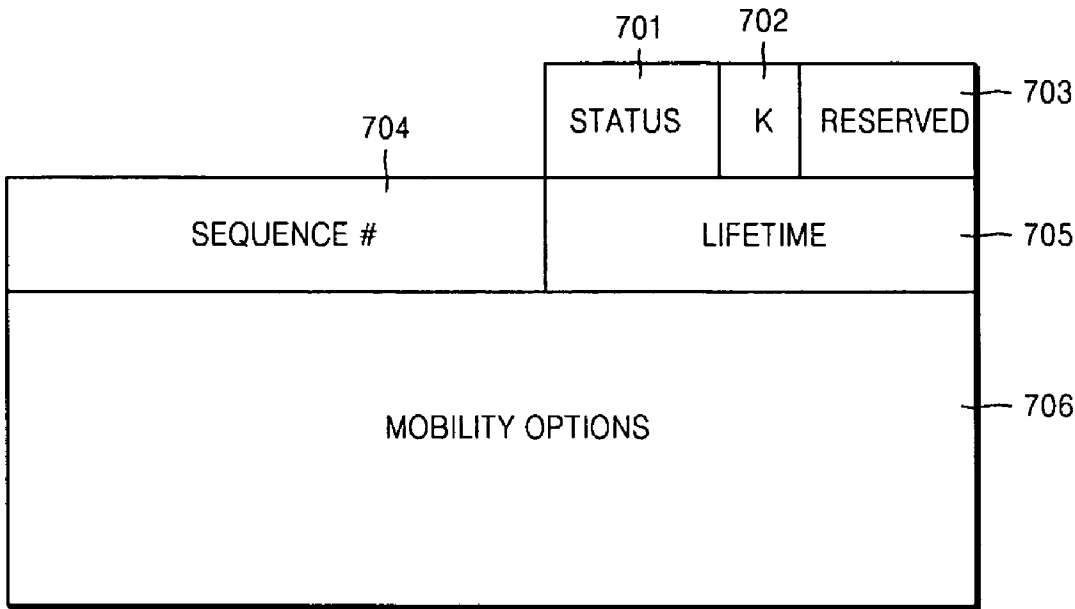 701
702
STATUS
K
RESERVED
703
704
SEQUENCE #
LIFETIME
705
MOBILITY OPTIONS
706